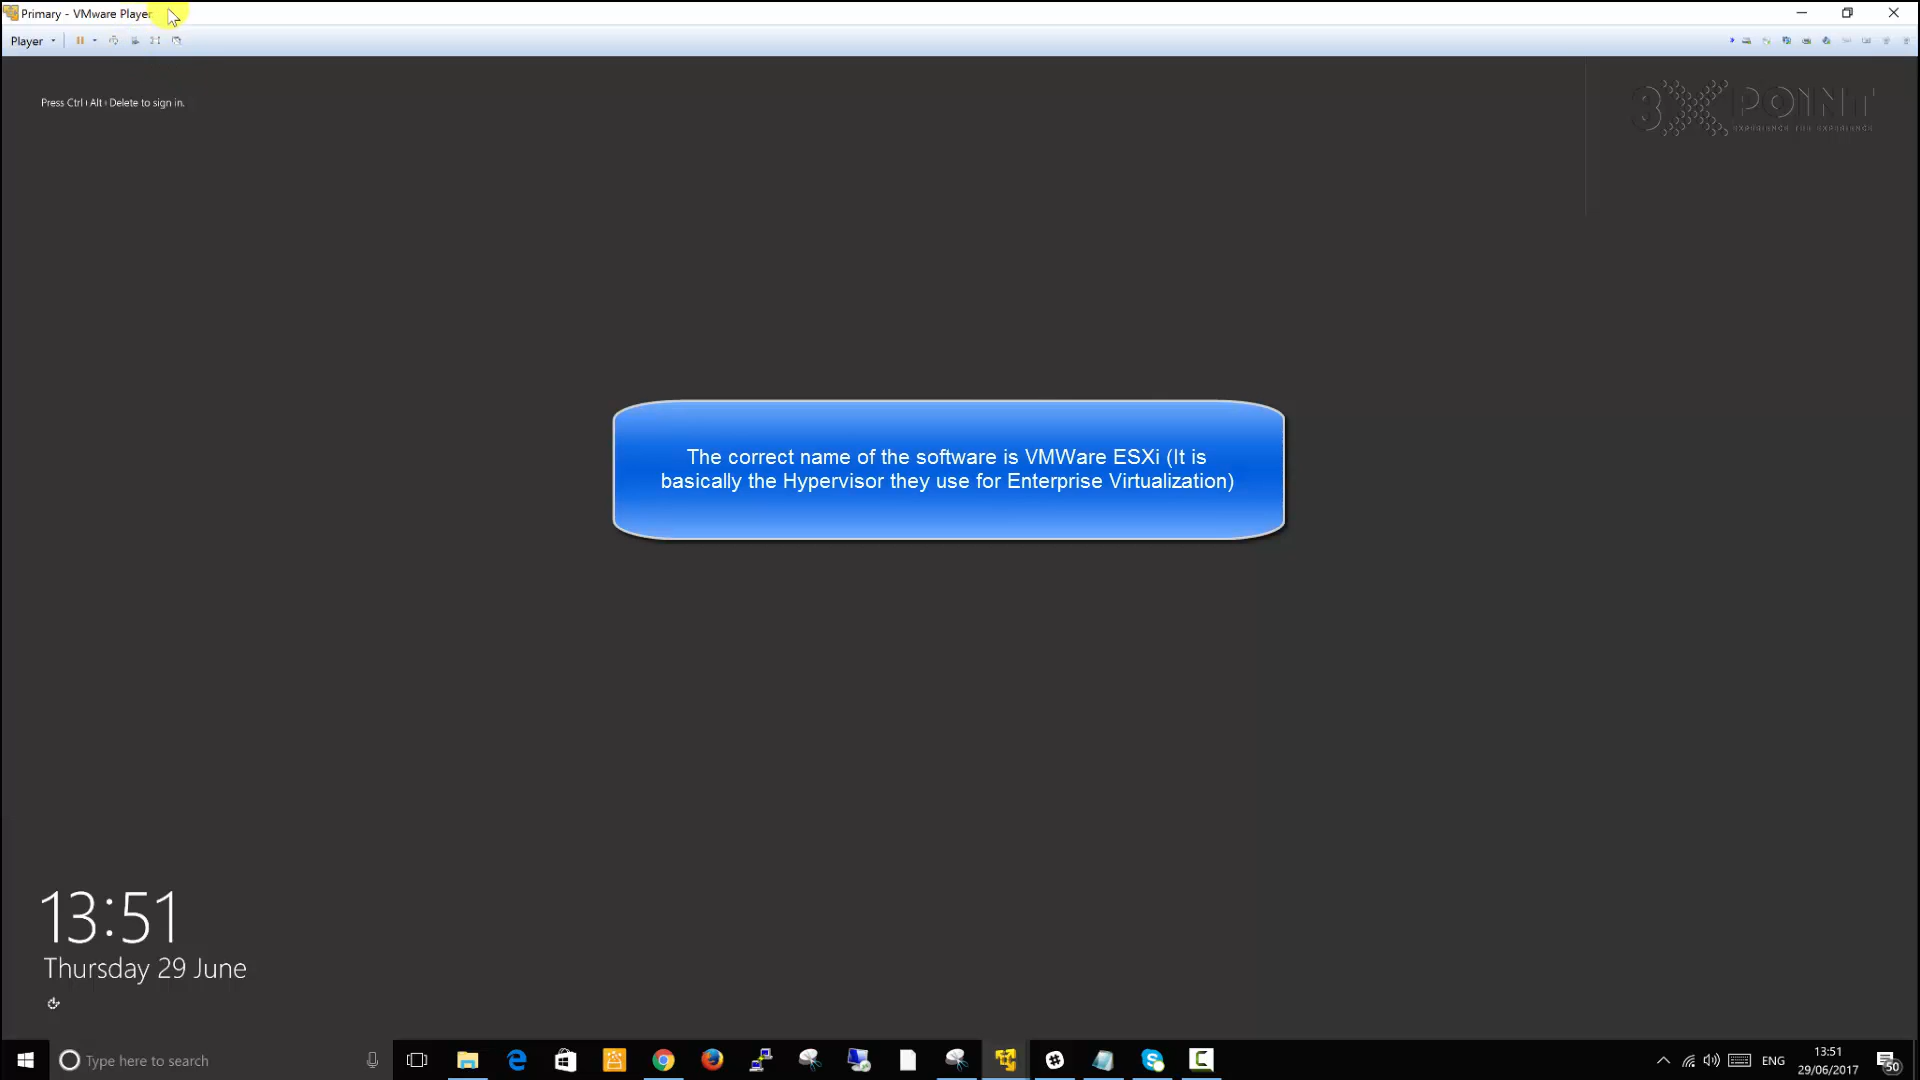 Primary - VMware Player
Player
Press Ctrl+Alt+Delete to sign in.
3XPOINT
The correct name of the software is VMWare ESXi (It is
basically the Hypervisor they use for Enterprise Virtualization)
13:51
Thursday 29 June
Type here to search
ENG
13:51
29/06/2017
50